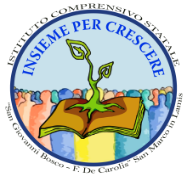 ISTITUTO COMPRENSIVO STATALE
INSIEME PER CRESCERE
"San Giovanni Bosco - F. De Carolis" San Marco in Lamis